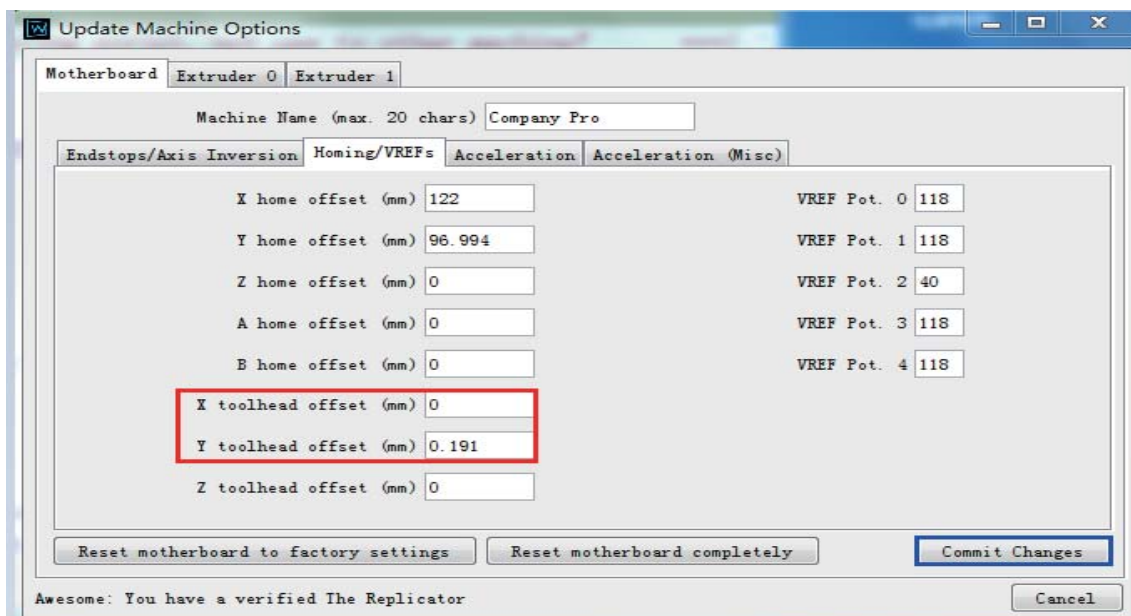 Update Machine Options
Motherboard Extruder 0 Extruder 1
Machine Name (max. 20 chars) Company Pro
Endstops/Axis Inversion Homing/VREFs Acceleration Acceleration (Misc)
X home offset (mm) 122 VREF Pot. 0 118
Y home offset (mm) 96.994 VREF Pot. 1 118
Z home offset (mm) 0 VREF Pot. 2 40
A home offset (mm) 0 VREF Pot. 3 118
B home offset (mm) 0 VREF Pot. 4 118
X toolhead offset (mm) 0
Y toolhead offset (mm) 0.191
Z toolhead offset (mm) 0
Reset motherboard to factory settings Reset motherboard completely Commit Changes
Awesome: You have a verified The Replicator Cancel